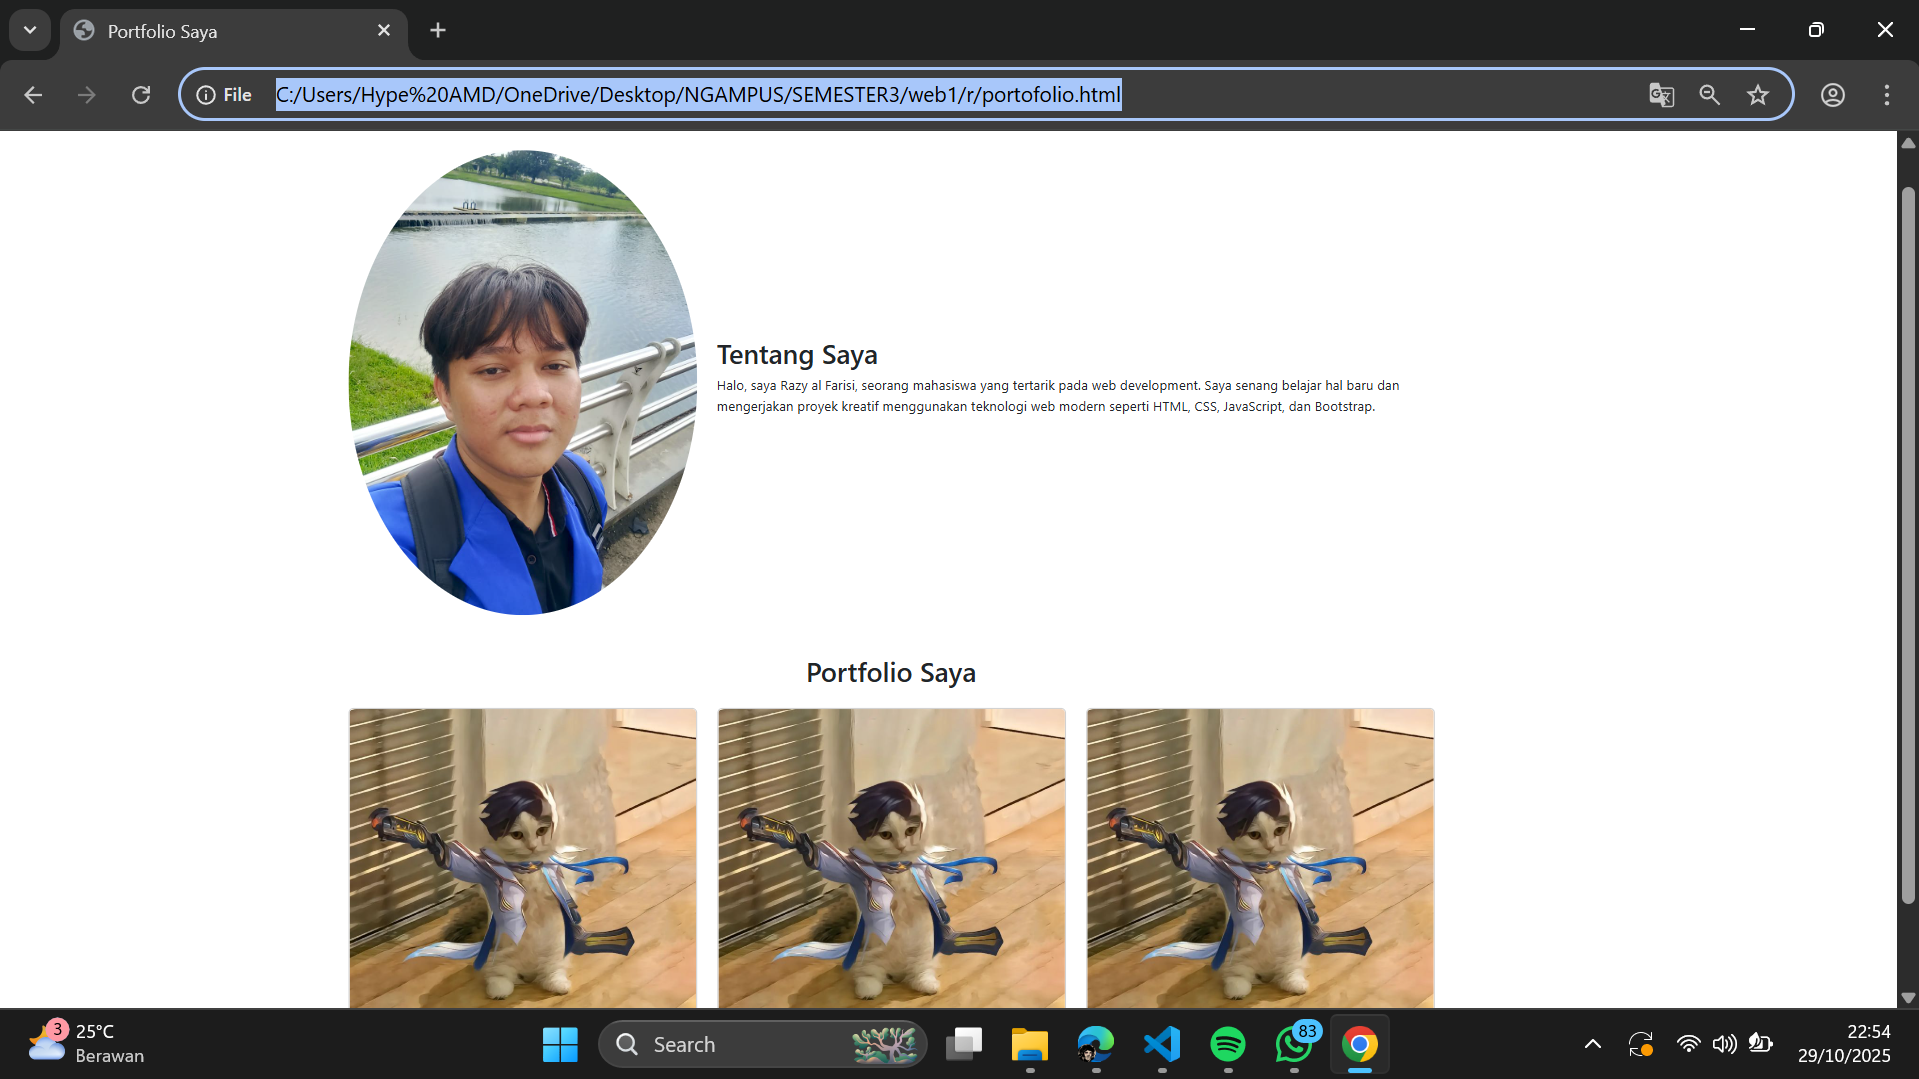 Portfolio Saya
File
C:/Users/Hype%20AMD/OneDrive/Desktop/NGAMPUS/SEMESTER3/web1/r/portofolio.html
Tentang Saya
Halo, saya Razy al Farisi, seorang mahasiswa yang tertarik pada web development. Saya senang belajar hal baru dan
mengerjakan proyek kreatif menggunakan teknologi web modern seperti HTML, CSS, JavaScript, dan Bootstrap.
Portfolio Saya
3
25°C
Berawan
Search
83
22:54
29/10/2025